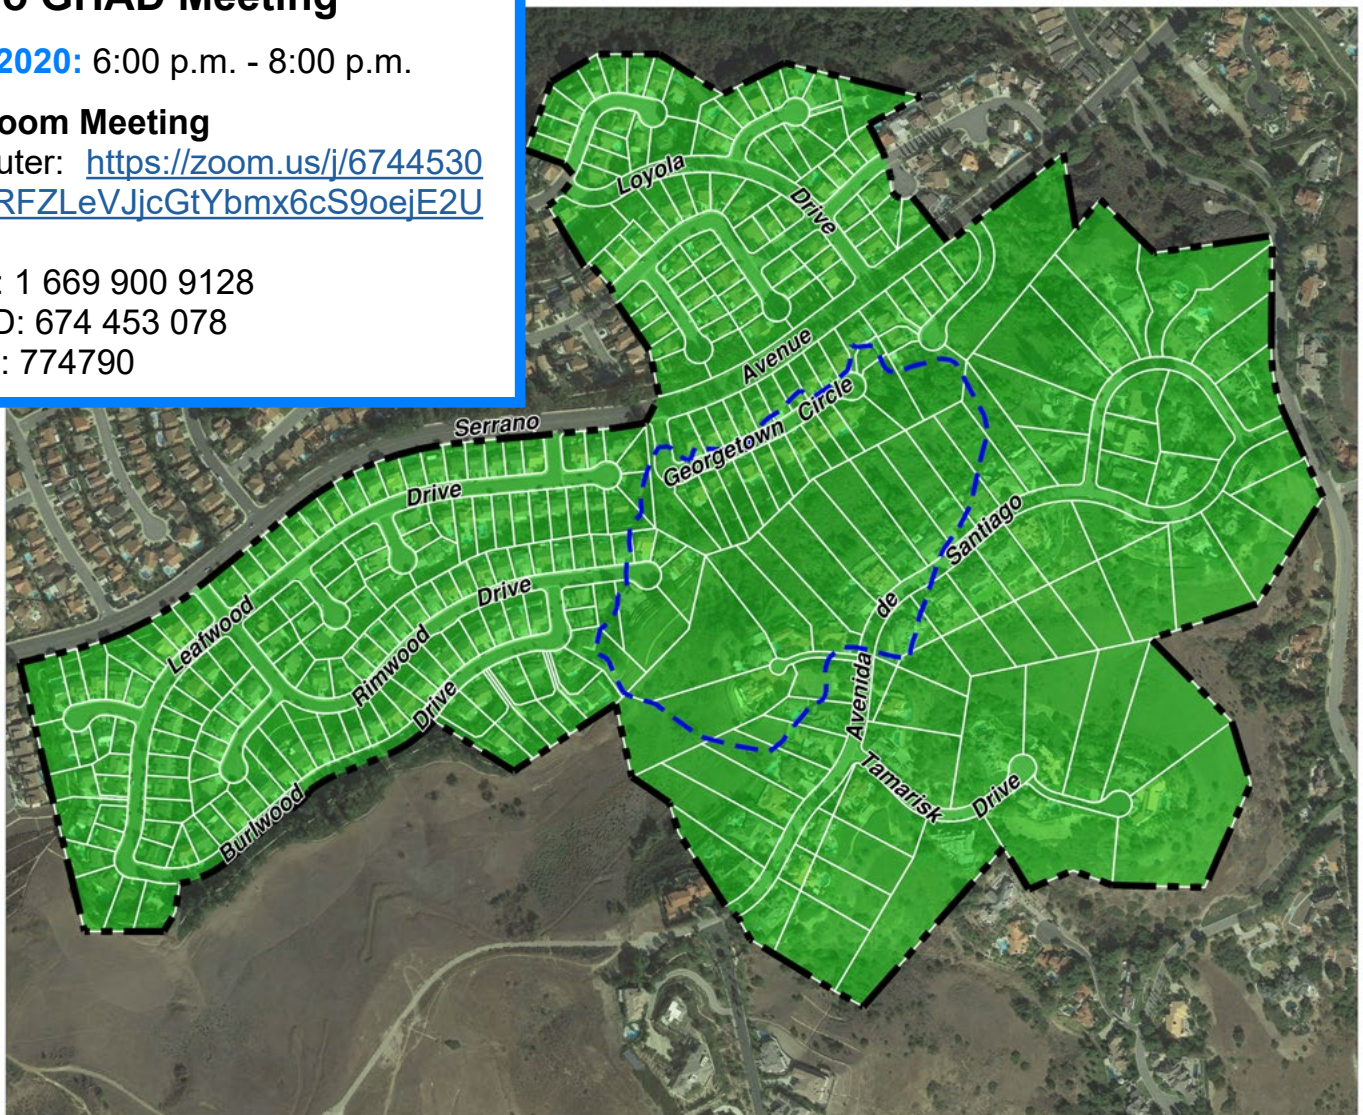 GHAD Meeting
2020: 6:00 p.m. - 8:00 p.m.
oom Meeting
uter: https://zoom.us/j/6744530
RFZLeVJjcGtYbmx6cS9oejE2U
: 1 669 900 9128
D: 674 453 078
: 774790
Loyola
Drive
Avenue
Serrano
Georgetown Circle
Drive
Leafwood
Drive
Rimwood
Drive
Burlwood
Santiago
de
Avenida
Tamarisk
Drive